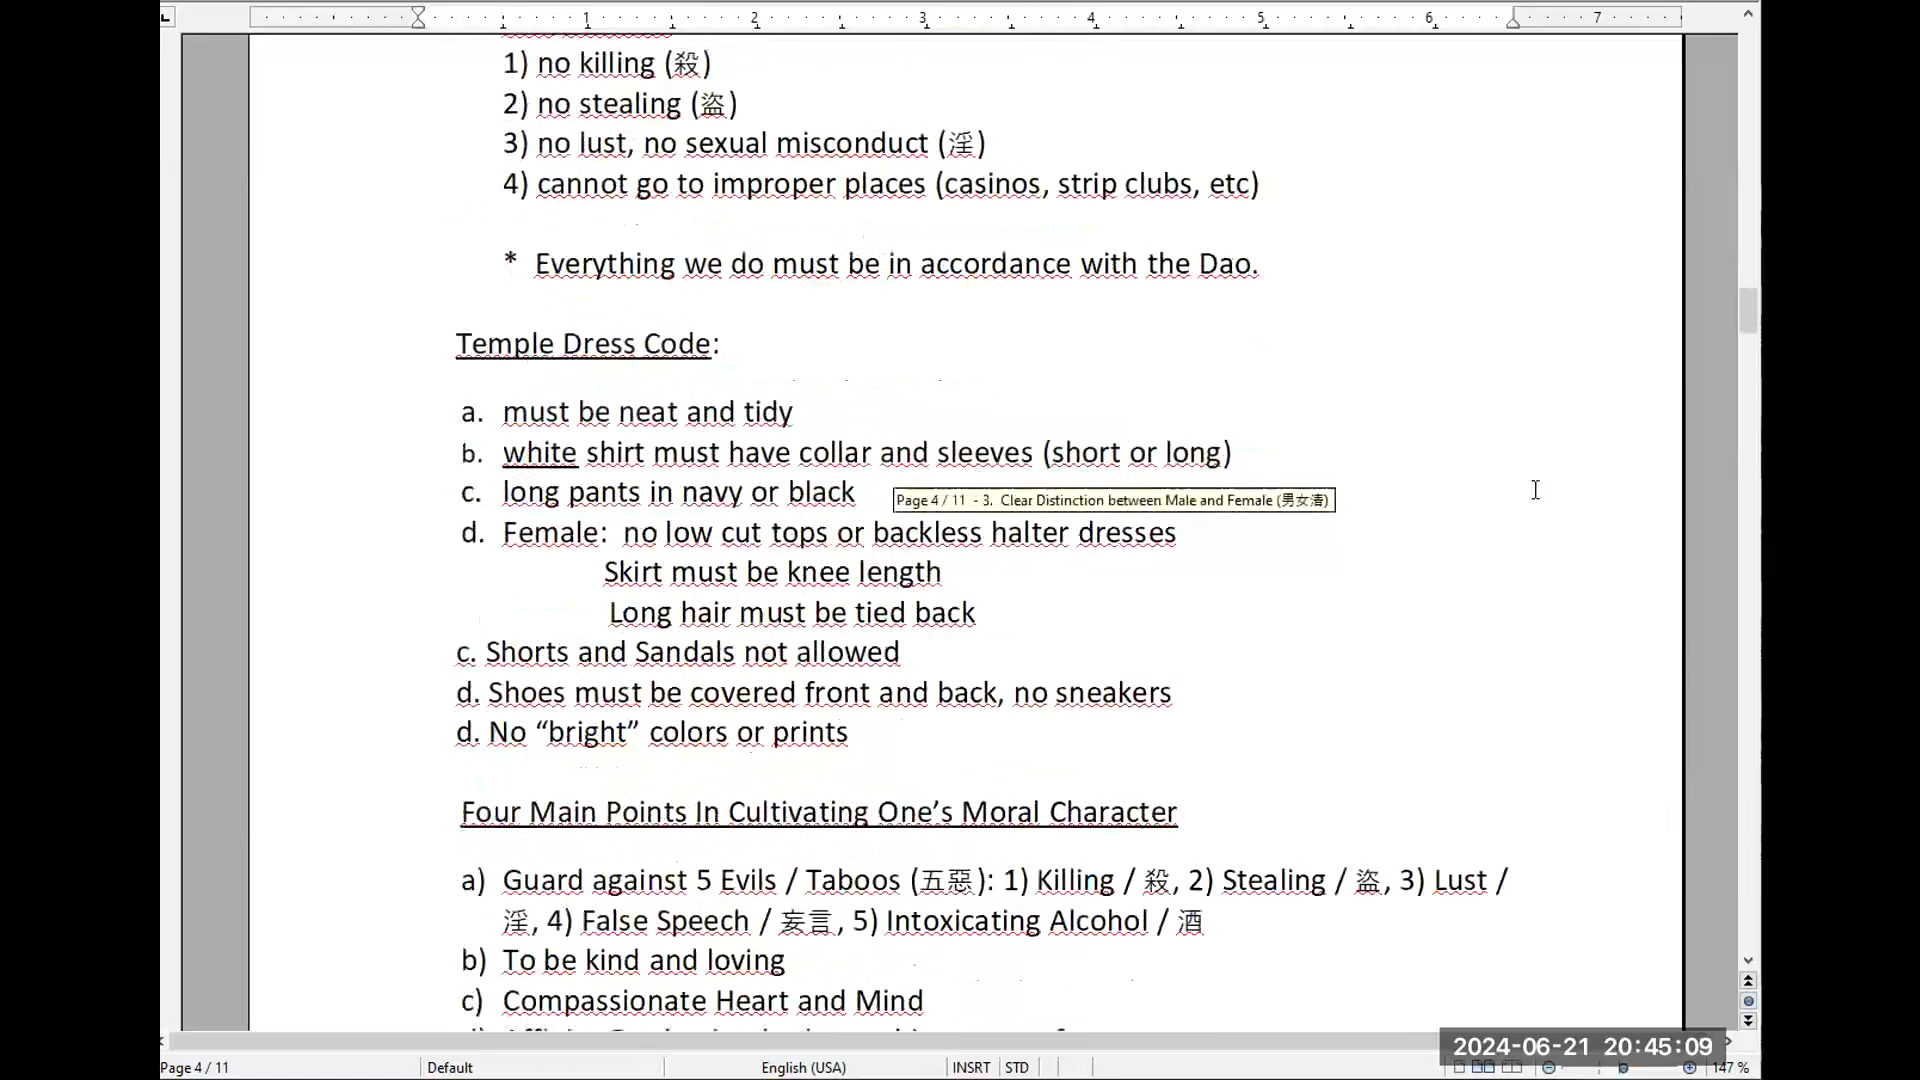 1 2 3 4 5 6 7
1) no killing (殺)
2) no stealing (盜)
3) no lust, no sexual misconduct (淫)
4) cannot go to improper places (casinos, strip clubs, etc)
* Everything we do must be in accordance with the Dao.
Temple Dress Code:
a. must be neat and tidy
b. white shirt must have collar and sleeves (short or long)
c. long pants in navy or black
Page 4 / 11 - 3. Clear Distinction between Male and Female (男女清)
d. Female: no low cut tops or backless halter dresses
Skirt must be knee length
Long hair must be tied back
c. Shorts and Sandals not allowed
d. Shoes must be covered front and back, no sneakers
d. No “bright” colors or prints
Four Main Points In Cultivating One’s Moral Character
a) Guard against 5 Evils / Taboos (五惡): 1) Killing / 殺, 2) Stealing / 盜, 3) Lust /
淫, 4) False Speech / 妄言, 5) Intoxicating Alcohol / 酒
b) To be kind and loving
c) Compassionate Heart and Mind
2024-06-21 20:45:09
Page 4 / 11 Default English (USA) INSRT STD 147 %